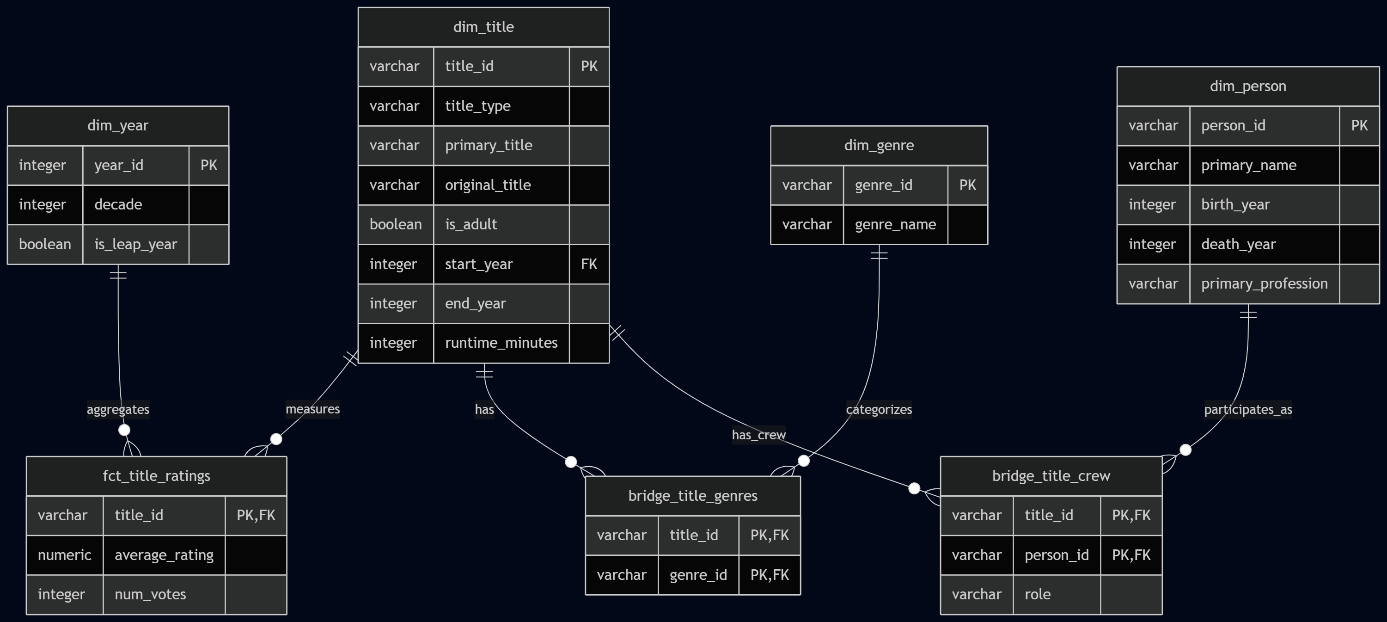 dim_title
varchar title_id PK
varchar title_type
varchar primary_title
varchar original_title
boolean is_adult
integer start_year FK
integer end_year
integer runtime_minutes
dim_year
integer year_id PK
integer decade
boolean is_leap_year
dim_genre
varchar genre_id PK
varchar genre_name
dim_person
varchar person_id PK
varchar primary_name
integer birth_year
integer death_year
varchar primary_profession
aggregates
measures
has
has_crew
categorizes
participates_as
fct_title_ratings
varchar title_id PK,FK
numeric average_rating
integer num_votes
bridge_title_genres
varchar title_id PK,FK
varchar genre_id PK,FK
bridge_title_crew
varchar title_id PK,FK
varchar person_id PK,FK
varchar role